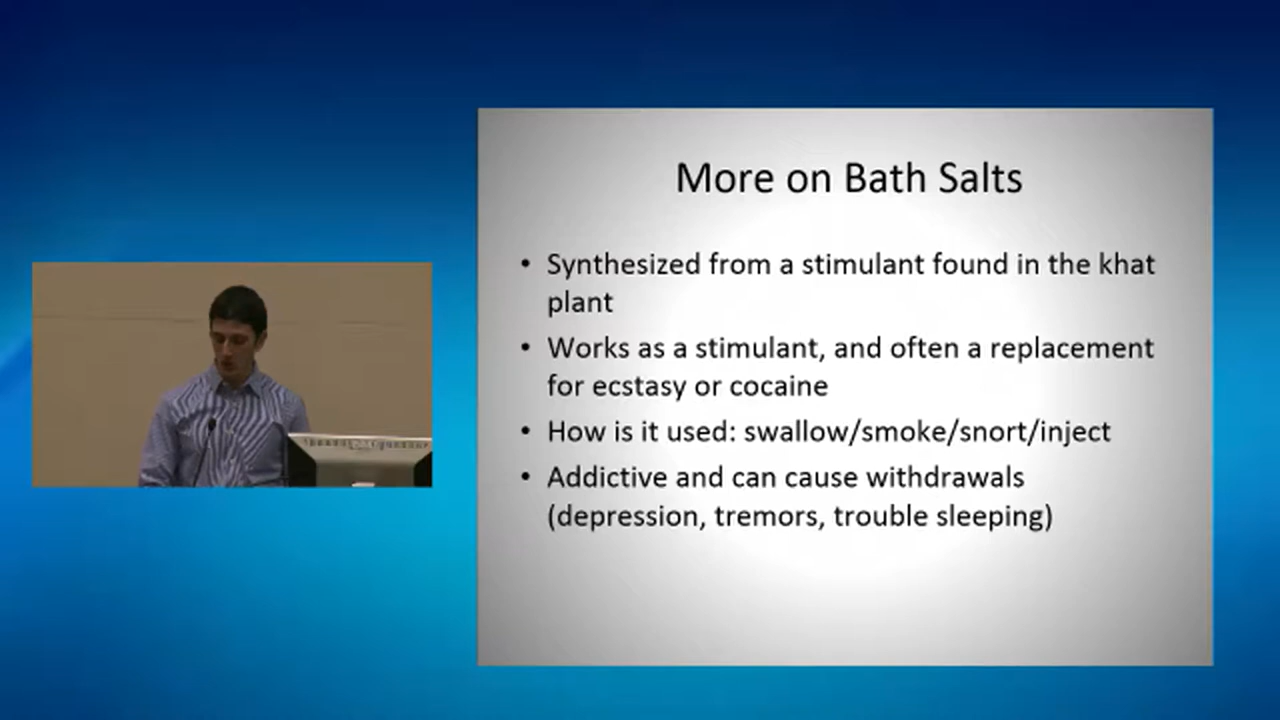 More on Bath Salts
• Synthesized from a stimulant found in the khat
plant
• Works as a stimulant, and often a replacement
for ecstasy or cocaine
• How is it used: swallow/smoke/snort/inject
• Addictive and can cause withdrawals
(depression, tremors, trouble sleeping)